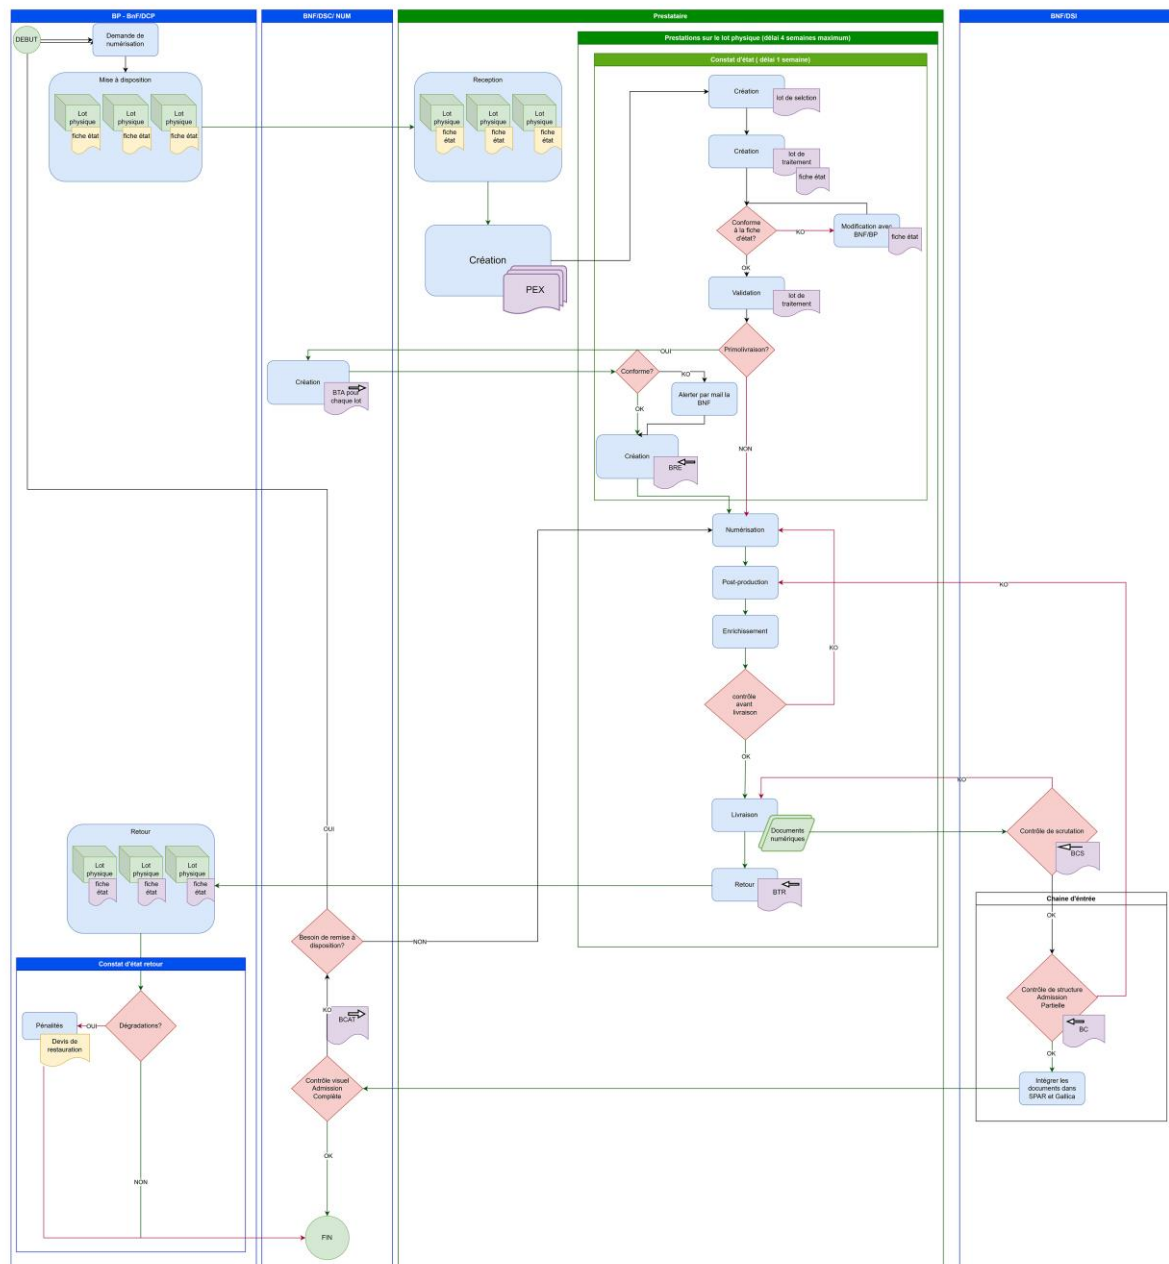 BP - BnF/DCP
BNF/DSC/ NUM
Prestataire
BNF/DSI
DEBUT
Demande de
numérisation
Mise à disposition
Lot
physique
fiche état
Lot
physique
fiche état
Lot
physique
fiche état
Reception
Lot
physique
fiche
état
Lot
physique
fiche
état
Lot
physique
fiche
état
Création
PEX
Prestations sur le lot physique (délai 4 semaines maximum)
Constat d'état ( délai 1 semaine)
Création
lot de selction
Création
lot de
traitement
fiche état
Conforme
à la fiche
d'état?
KO
Modification avec
BNF/BP
fiche état
OK
Validation
lot de
traitement
Primolivraison?
OUI
Création
BTA pour
chaque lot
Conforme?
KO
Alerter par mail la
BNF
OK
Création
BRE
NON
Numérisation
Post-production
KO
Enrichissement
KO
contrôle
avant
livraison
OK
KO
Livraison
Documents
numériques
Contrôle de scrutation
BCS
Retour
BTR
Retour
Lot
physique
fiche
état
Lot
physique
fiche
état
Lot
physique
fiche
état
OUI
Besoin de remise à
disposition?
NON
Chaine d'éntrée
OK
Contrôle de structure
Admission
Partielle
BC
OK
Intégrer les
documents dans
SPAR et Gallica
Constat d'état retour
Pénalités
OUI
Dégradations?
Devis de
restauration
KO
BCAT
Contrôle visuel
Admission
Complète
OK
NON
FIN